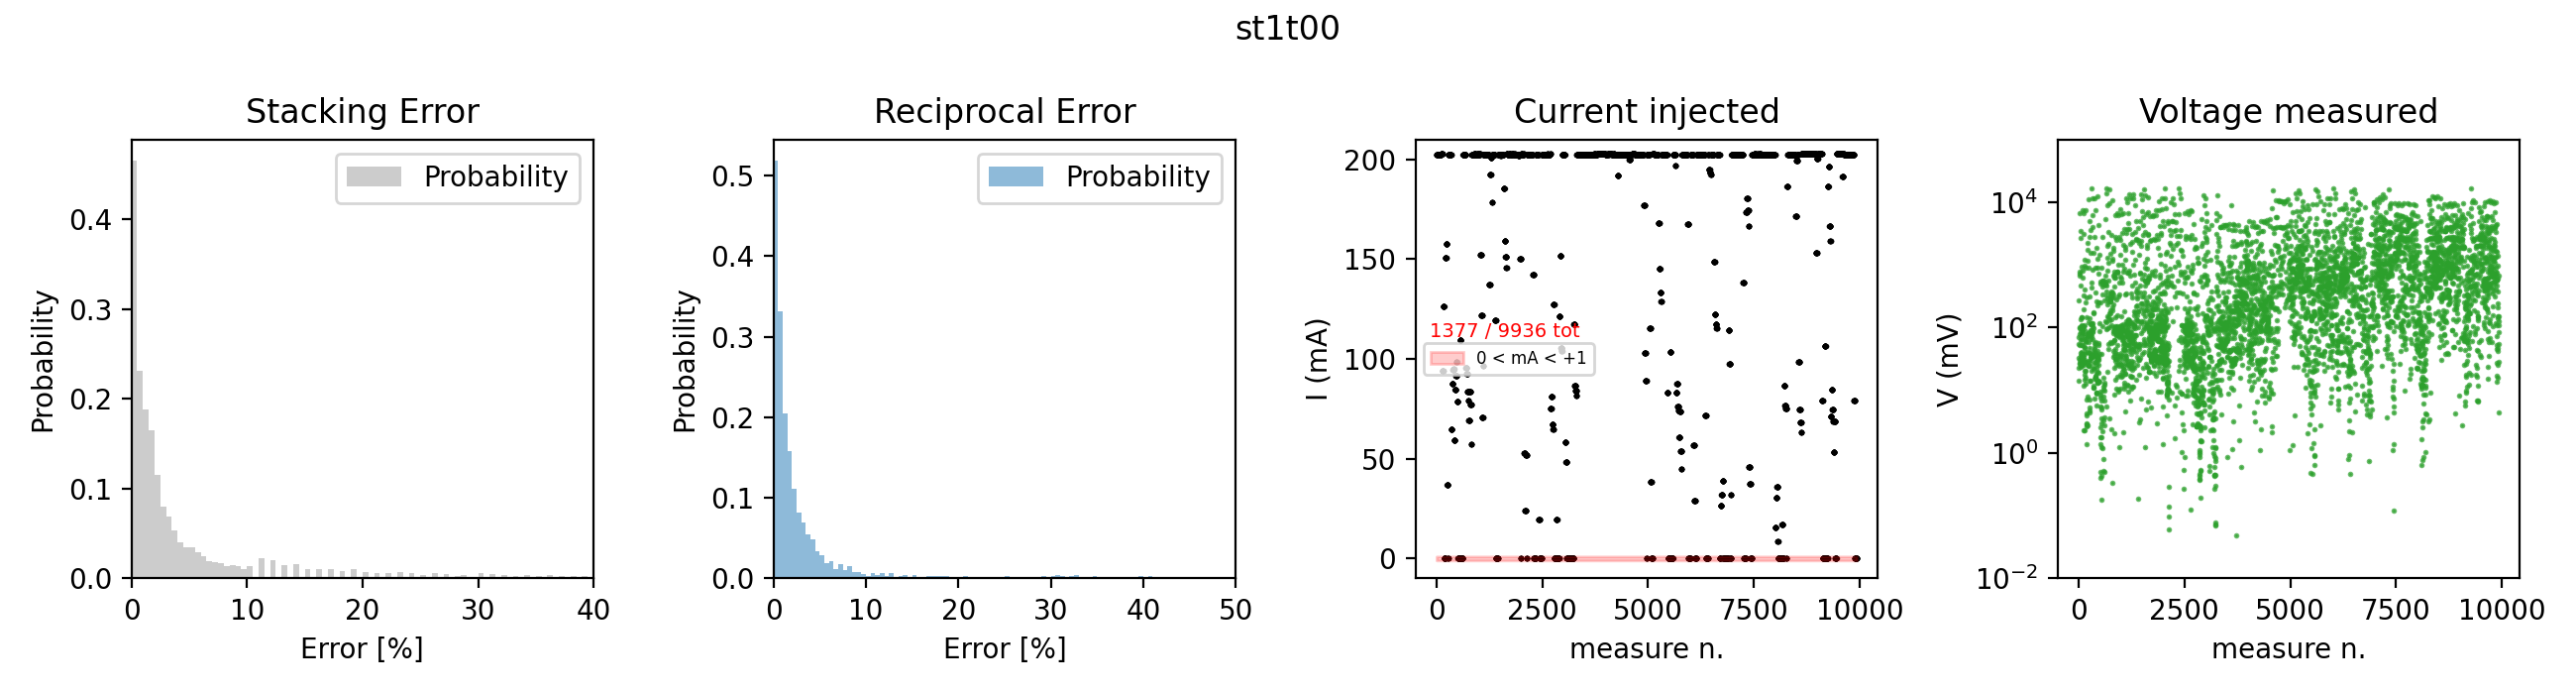 st1t00
Stacking Error
Probability
0.4
0.3
0.2
0.1
0.0
Probability
0 10 20 30 40
Error [%]
Reciprocal Error
Probability
0.5
0.4
0.3
0.2
0.1
0.0
Probability
0 10 20 30 40 50
Error [%]
Current injected
200
150
100
50
0
I (mA)
1377 / 9936 tot
0 < mA < +1
0 2500 5000 7500 10000
measure n.
Voltage measured
10⁴
10²
10⁰
10⁻²
V (mV)
0 2500 5000 7500 10000
measure n.